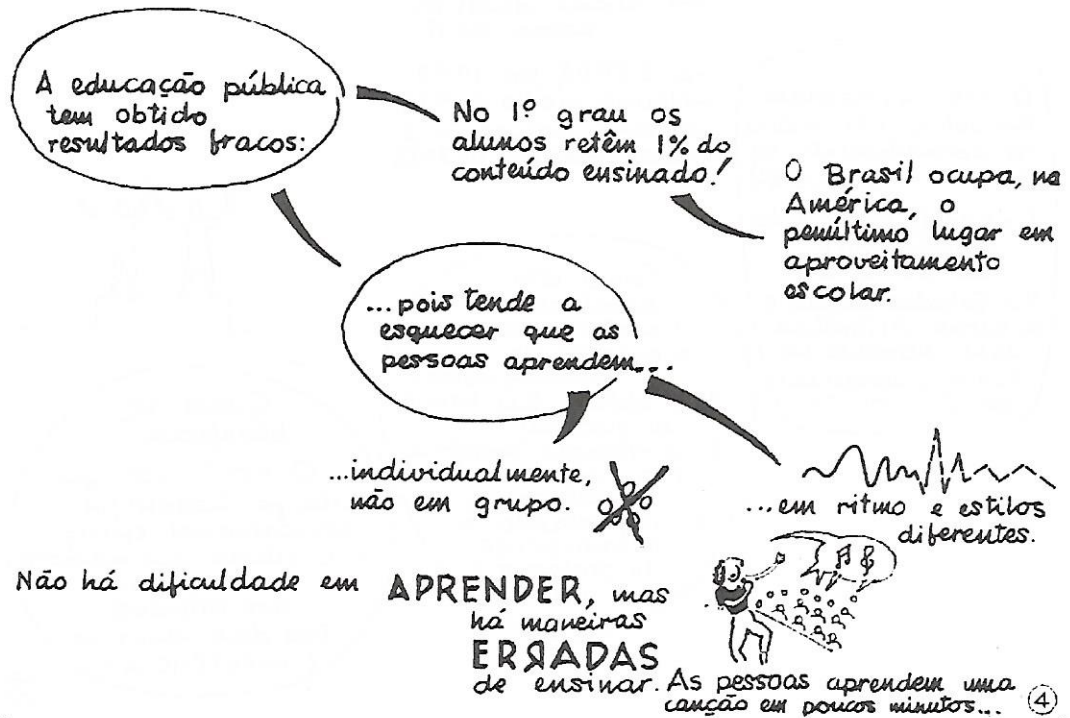 A educação pública
tem obtido
resultados fracos:
No 1º grau os
alunos retêm 1% do
conteúdo ensinado!
O Brasil ocupa, na
América, o
penúltimo lugar em
aproveitamento
escolar.
...pois tende a
esquecer que as
pessoas aprendem...
...individualmente,
não em grupo.
...em ritmo e estilos
diferentes.
Não há dificuldade em APRENDER, mas
há maneiras
ERRADAS
de ensinar.
As pessoas aprendem uma
canção em poucos minutos...
4